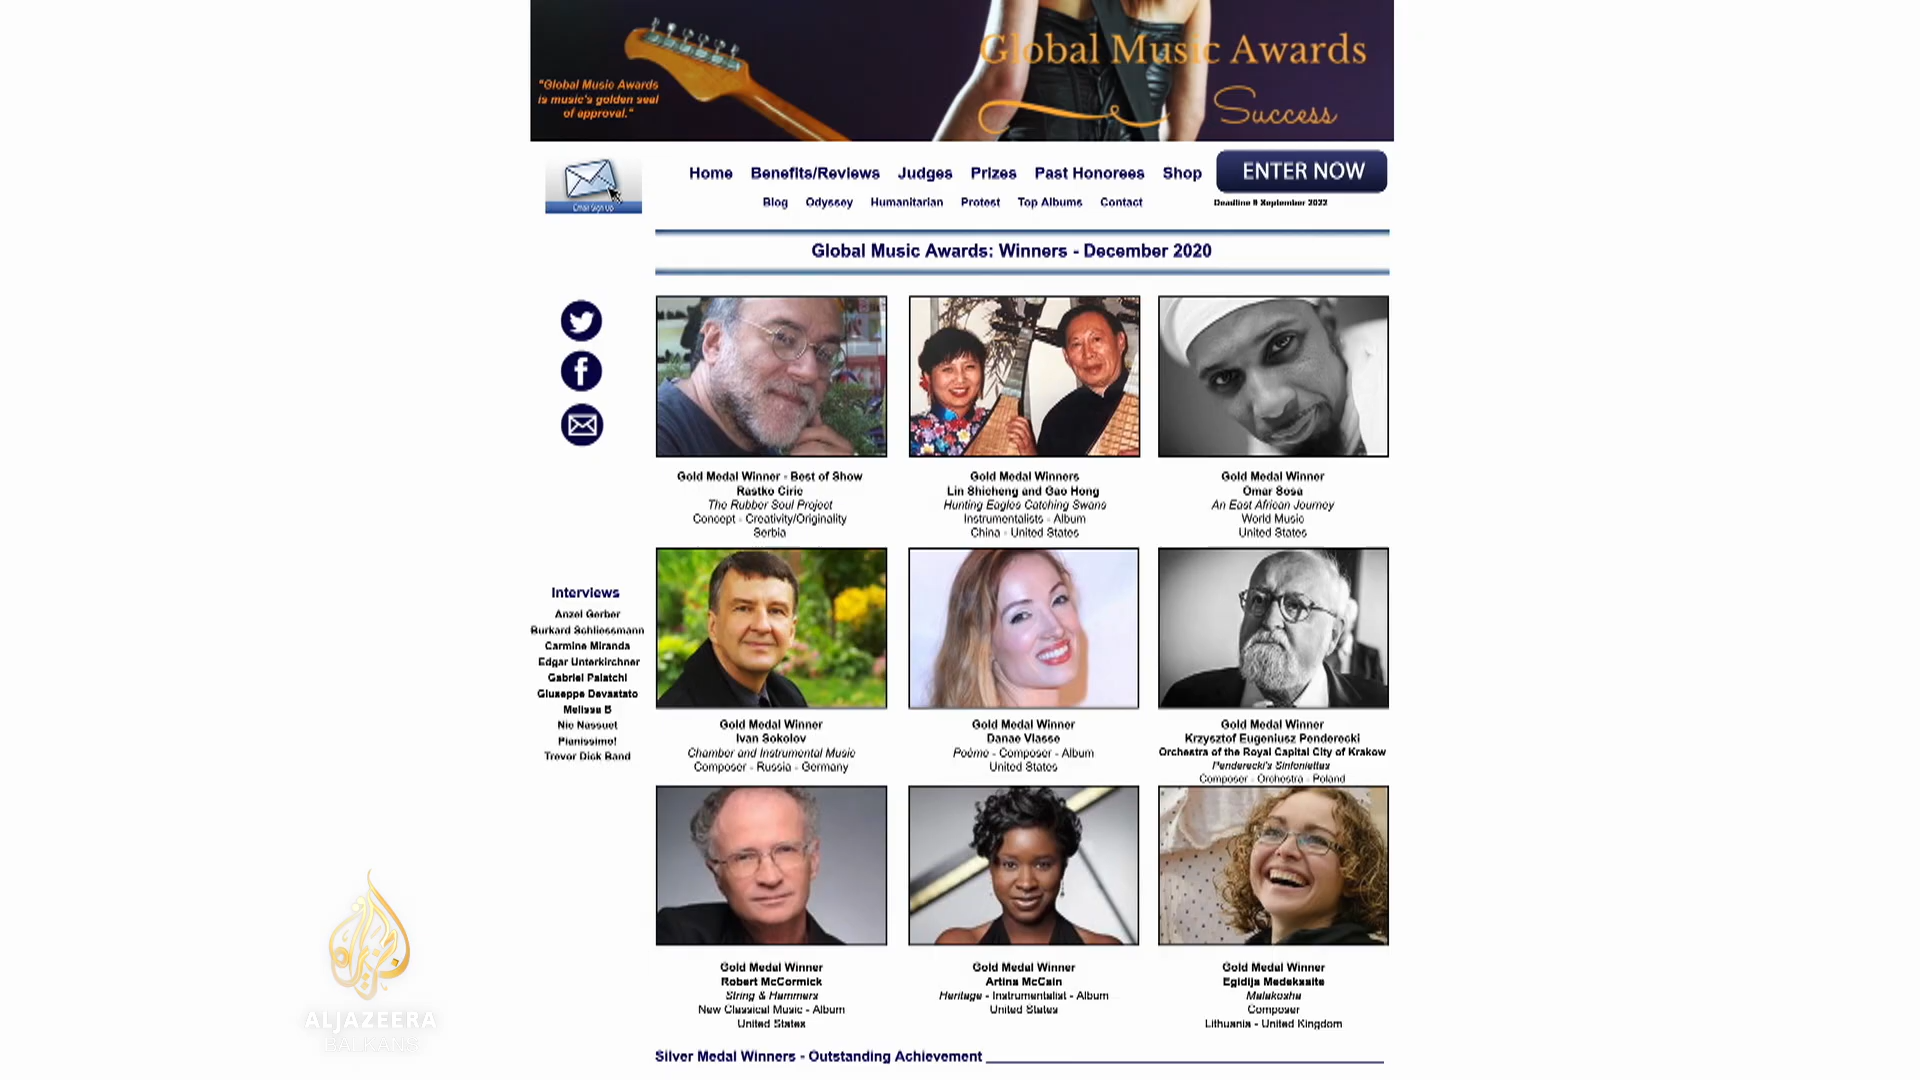 Global Music Awards
Success
"Global Music Awards
is music's golden seal
of approval."
Home Benefits/Reviews Judges Prizes Past Honorees Shop ENTER NOW
Blog Odyssey Humanitarian Protest Top Albums Contact
Deadline 9 September 2022
Email Sign Up
Global Music Awards: Winners - December 2020
Gold Medal Winner - Best of Show
Rastko Ciric
The Rubber Soul Project
Concept - Creativity/Originality
Serbia
Gold Medal Winners
Lin Shicheng and Gao Hong
Hunting Eagles Catching Swans
Instrumentalists - Album
China - United States
Gold Medal Winner
Omar Sosa
An East African Journey
World Music
United States
Interviews
Anzel Gerber
Burkard Schliessmann
Carmine Miranda
Edgar Unterkirchner
Gabriel Palatchi
Giuseppe Devastato
Melissa B
Nic Nassuet
Pianissimo!
Trevor Dick Band
Gold Medal Winner
Ivan Sokolov
Chamber and Instrumental Music
Composer - Russia - Germany
Gold Medal Winner
Danae Vlasse
Poème - Composer - Album
United States
Gold Medal Winner
Krzysztof Eugeniusz Penderecki
Orchestra of the Royal Capital City of Krakow
Penderecki's Sinfoniettas
Composer - Orchestra - Poland
Gold Medal Winner
Robert McCormick
String & Hammers
New Classical Music - Album
United States
Gold Medal Winner
Artina McCain
Heritage - Instrumentalist - Album
United States
Gold Medal Winner
Egidija Medeksaite
Malakosha
Composer
Lithuania - United Kingdom
Silver Medal Winners - Outstanding Achievement
ALJAZEERA
BALKANS